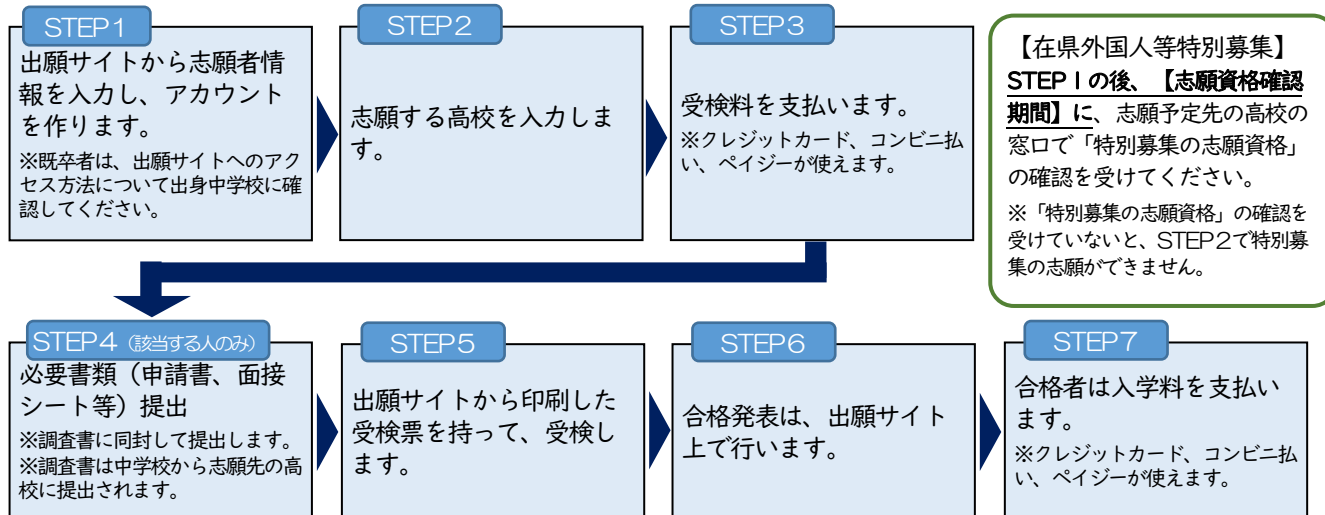 STEP1
出願サイトから志願者情
報を入力し、アカウント
を作ります。
※既卒者は、出願サイトへのアク
セス方法について出身中学校に確
認してください。
STEP2
志願する高校を入力しま
す。
STEP3
受検料を支払います。
※クレジットカード、コンビニ払
い、ペイジーが使えます。
【在県外国人等特別募集】
STEP1の後、【志願資格確認
期間】に、志願予定先の高校の
窓口で「特別募集の志願資格」
の確認を受けてください。
※「特別募集の志願資格」の確認を
受けていないと、STEP2で特別募
集の志願ができません。
STEP4（該当する人のみ）
必要書類（申請書、面接
シート等）提出
※調査書に同封して提出します。
※調査書は中学校から志願先の高
校に提出されます。
STEP5
出願サイトから印刷した
受検票を持って、受検し
ます。
STEP6
合格発表は、出願サイト
上で行います。
STEP7
合格者は入学料を支払い
ます。
※クレジットカード、コンビニ払
い、ペイジーが使えます。